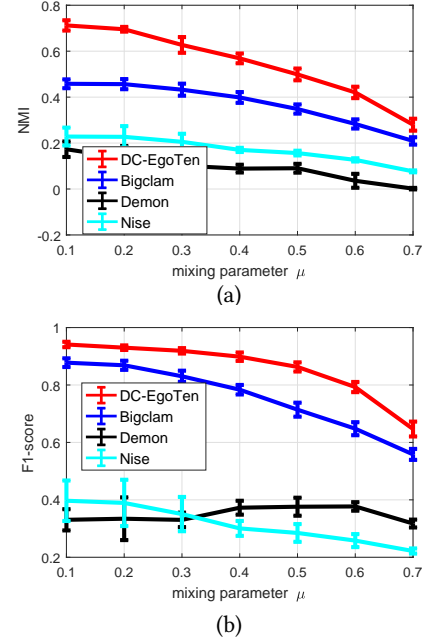 0.8
0.6
0.4
0.2
0
-0.2
NMI
DC-EgoTen
Bigclam
Demon
Nise
0.1 0.2 0.3 0.4 0.5 0.6 0.7
mixing parameter μ
(a)
1
0.8
0.6
0.4
0.2
F1-score
DC-EgoTen
Bigclam
Demon
Nise
0.1 0.2 0.3 0.4 0.5 0.6 0.7
mixing parameter μ
(b)